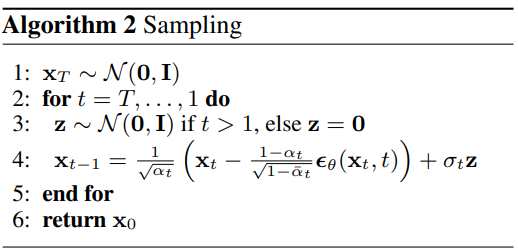 Algorithm 2 Sampling
1: x_T ∼ 𝒩(0, I)
2: for t = T, . . . , 1 do
3: z ∼ 𝒩(0, I) if t > 1, else z = 0
4: x_{t−1} = \frac{1}{\sqrt{α_t}} ( x_t − \frac{1−α_t}{\sqrt{1−\bar{α}_t}} ϵ_θ(x_t, t) ) + σ_t z
5: end for
6: return x_0